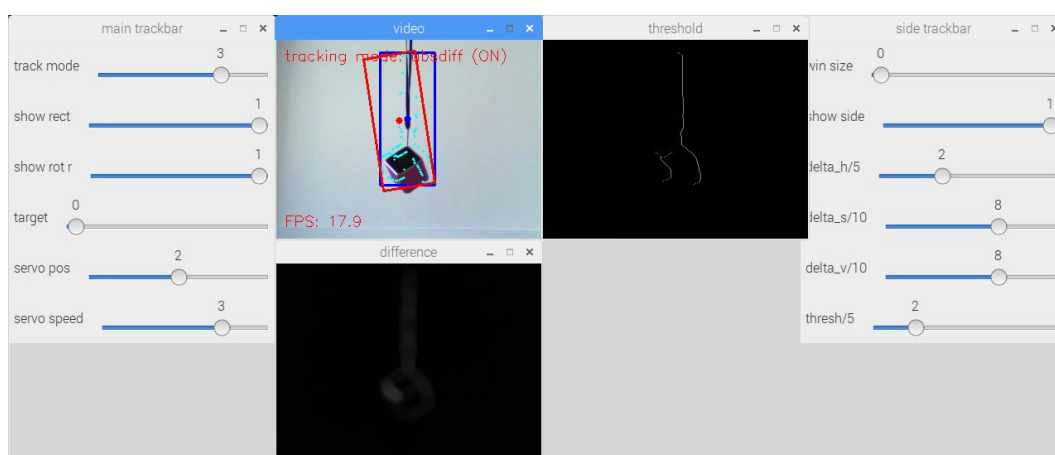 main trackbar
track mode 3
show rect 1
show rot r 1
target 0
servo pos 2
servo speed 3
video
tracking mode: absdiff (ON)
FPS: 17.9
difference
threshold
side trackbar
win size 0
show side 1
delta_h/5 2
delta_s/10 8
delta_v/10 8
thresh/5 2